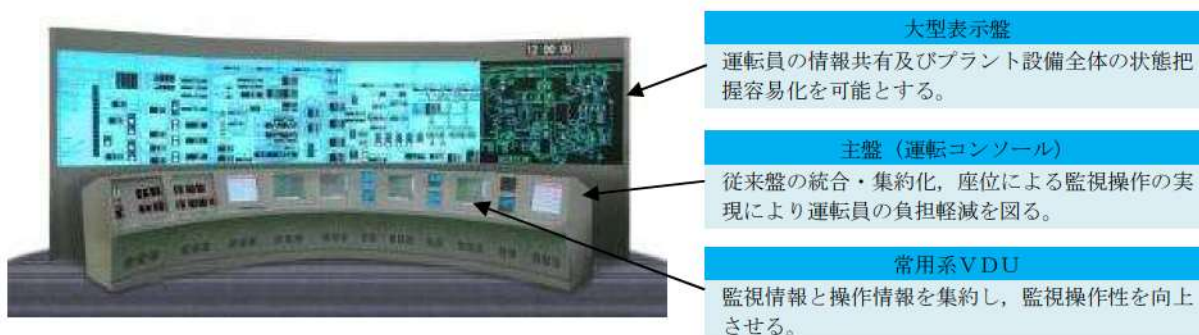 12:00:00
大型表示盤
運転員の情報共有及びプラント設備全体の状態把
握容易化を可能とする。
主盤（運転コンソール）
従来盤の統合・集約化，座位による監視操作の実
現により運転員の負担軽減を図る。
常用系ＶＤＵ
監視情報と操作情報を集約し，監視操作性を向上
させる。